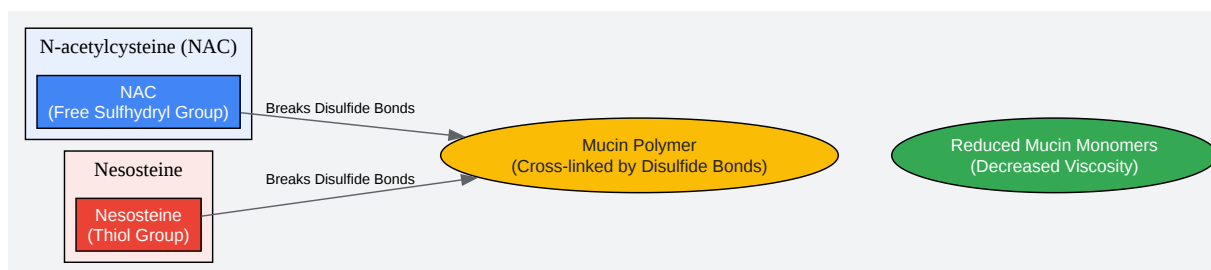 N-acetylcysteine (NAC)
NAC
(Free Sulfhydryl Group)
Breaks Disulfide Bonds
Nesosteine
Nesosteine
(Thiol Group)
Breaks Disulfide Bonds
Mucin Polymer
(Cross-linked by Disulfide Bonds)
Reduced Mucin Monomers
(Decreased Viscosity)